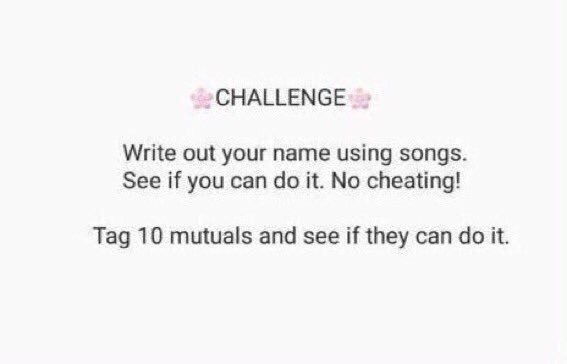 🌸CHALLENGE🌸
Write out your name using songs.
See if you can do it. No cheating!
Tag 10 mutuals and see if they can do it.